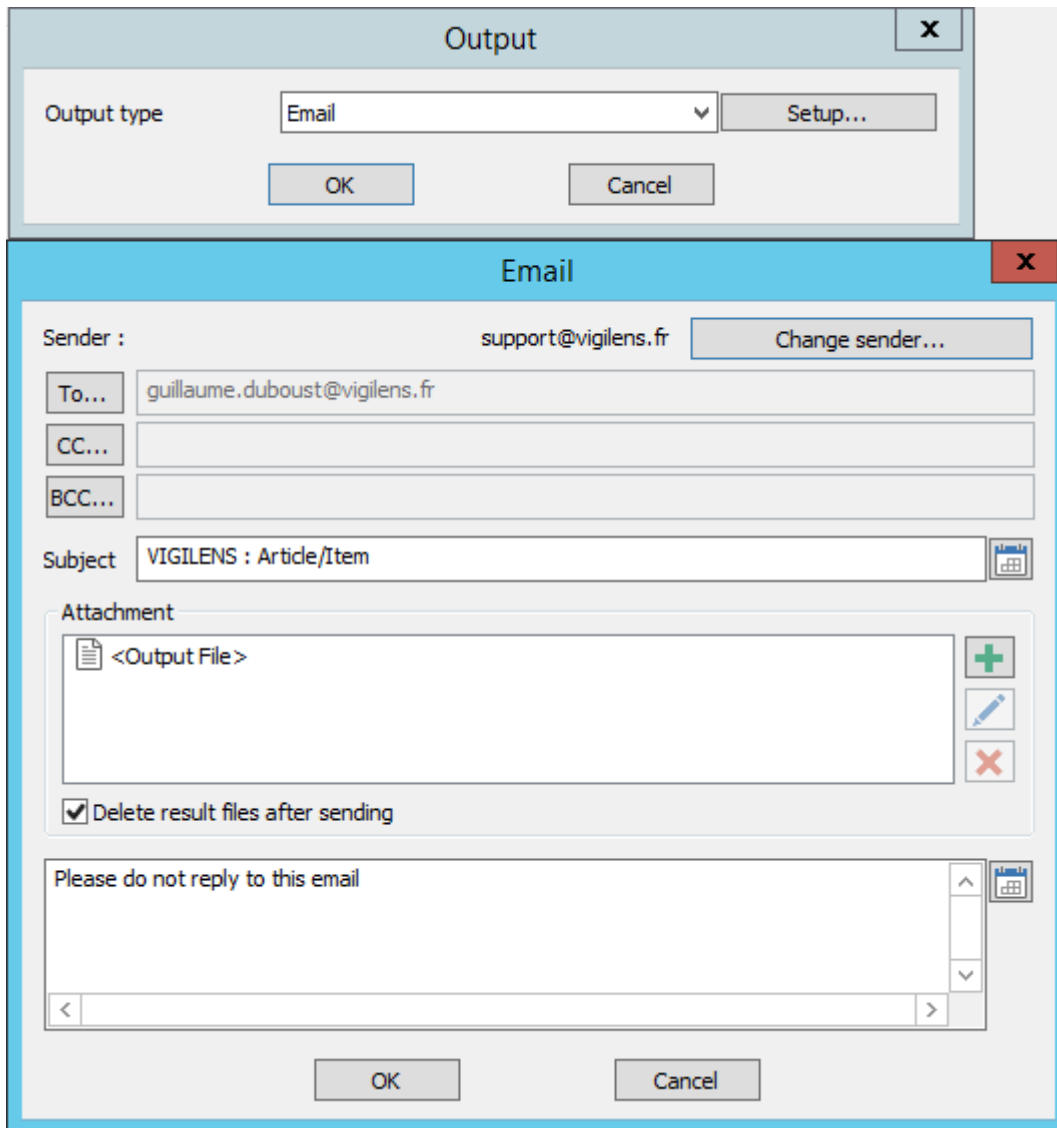 Output x
Output type Email Setup...
OK Cancel
Email x
Sender : support@vigilens.fr Change sender...
To... guillaume.duboust@vigilens.fr
CC...
BCC...
Subject VIGILENS : Article/Item
Attachment
<Output File>
Delete result files after sending
Please do not reply to this email
OK Cancel